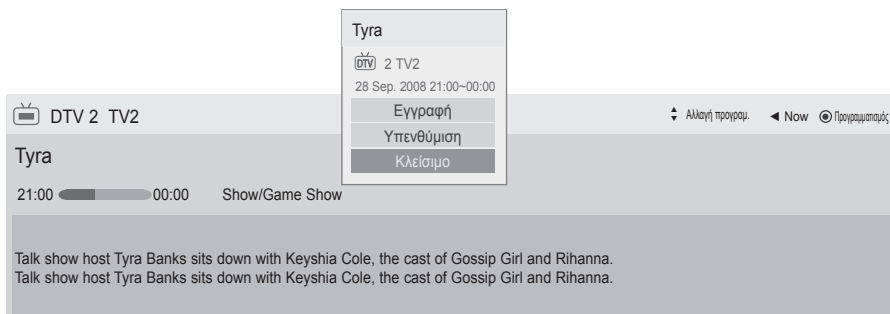 Tyra
DTV 2 TV2
28 Sep. 2008 21:00~00:00
Εγγραφή
Υπενθύμιση
Κλείσιμο
DTV 2 TV2
Αλλαγή προγραμ. ◀ Now Προγραμματισμός
Tyra
21:00 00:00 Show/Game Show
Talk show host Tyra Banks sits down with Keyshia Cole, the cast of Gossip Girl and Rihanna.
Talk show host Tyra Banks sits down with Keyshia Cole, the cast of Gossip Girl and Rihanna.